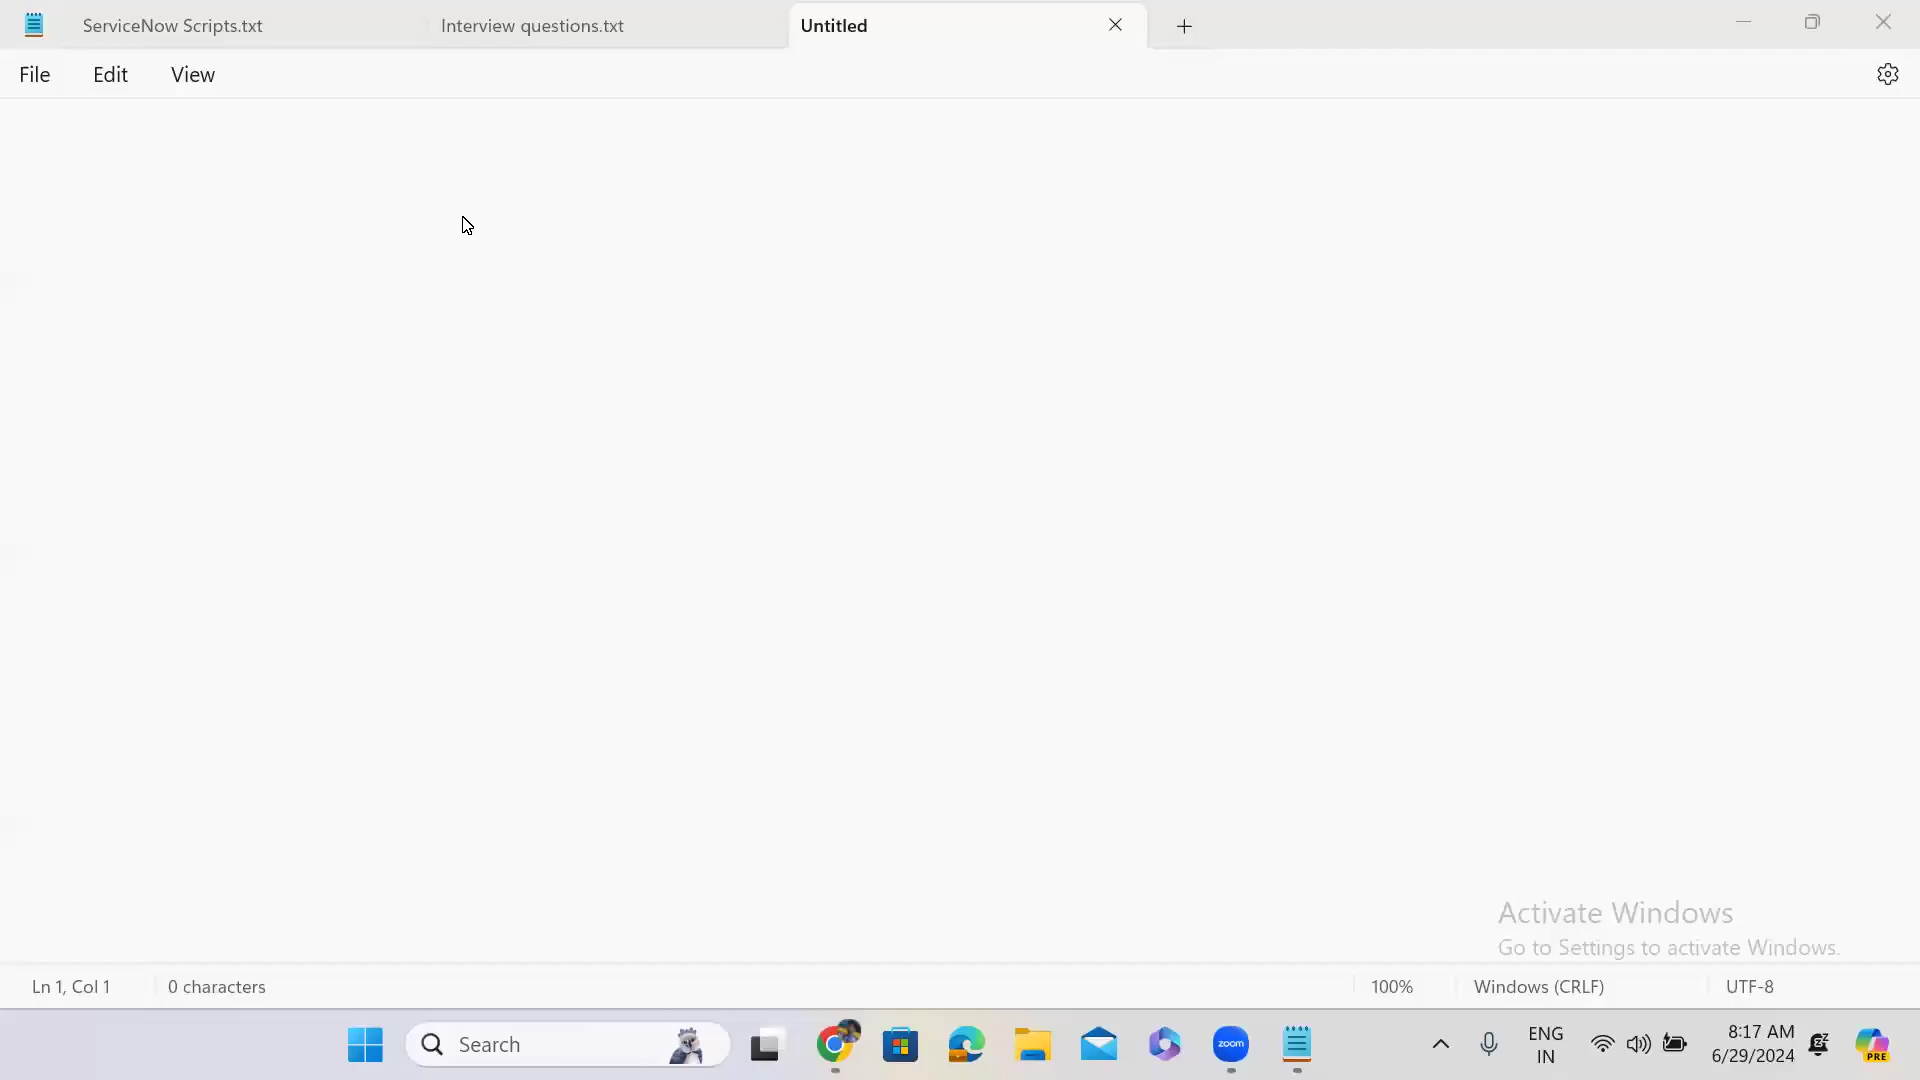 ServiceNow Scripts.txt
Interview questions.txt
Untitled
File
Edit
View
Activate Windows
Go to Settings to activate Windows.
Ln 1, Col 1
0 characters
100%
Windows (CRLF)
UTF-8
Search
zoom
ENG
IN
8:17 AM
6/29/2024
PRE